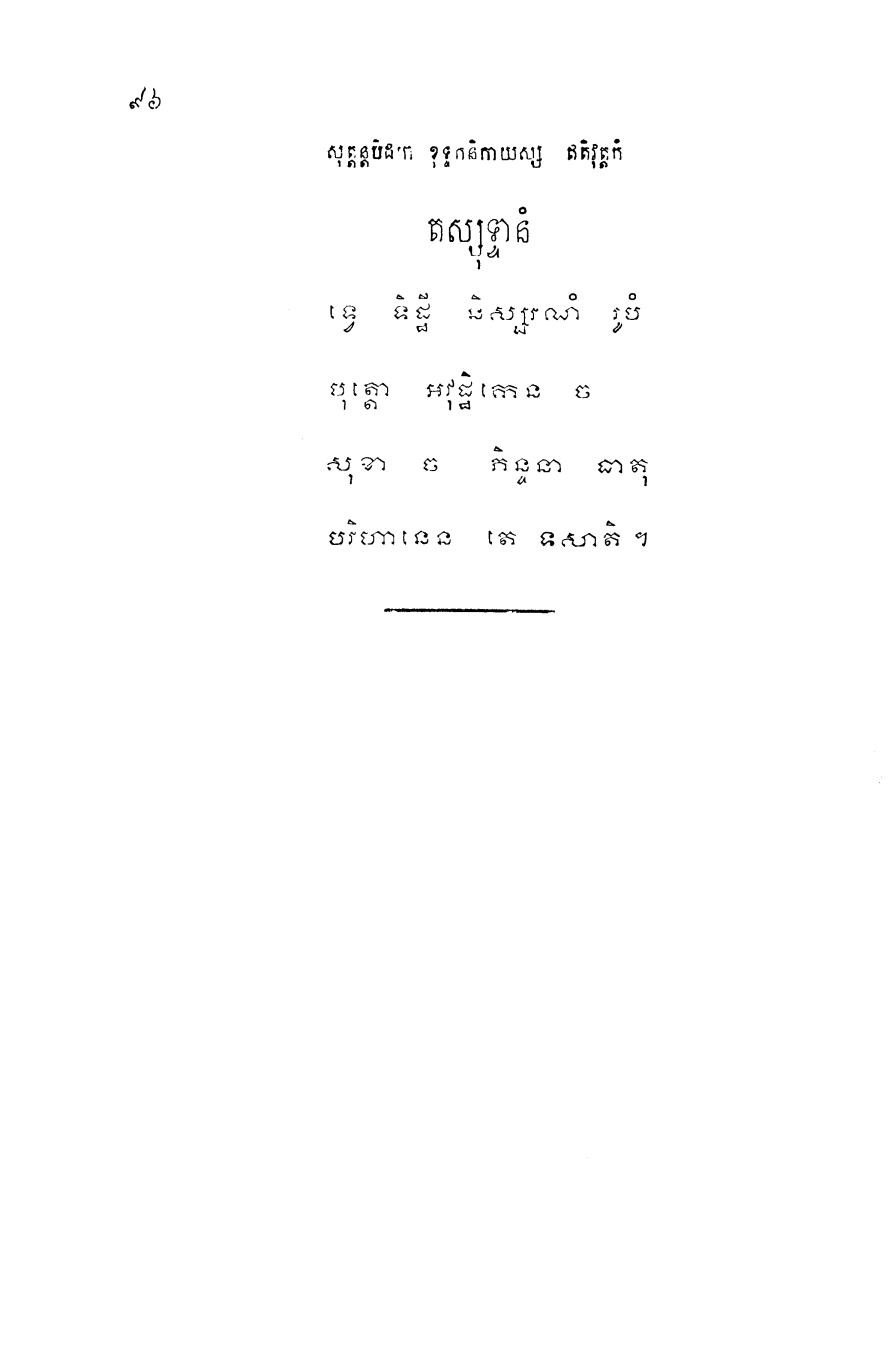 ៩៦
សុត្តន្តបិដកេ ខុទ្ទកនិកាយស្ស ឥតិវុត្តកំ
តស្សុទ្ទានំ
ទ្វេ ទិដ្ឋី និស្សរណំ រូបំ
បុត្តោ អវុដ្ឋិកេន ច
សុខា ច ភិន្ទនា ធាតុ
បរិហានេន តេ ទសាតិ ។